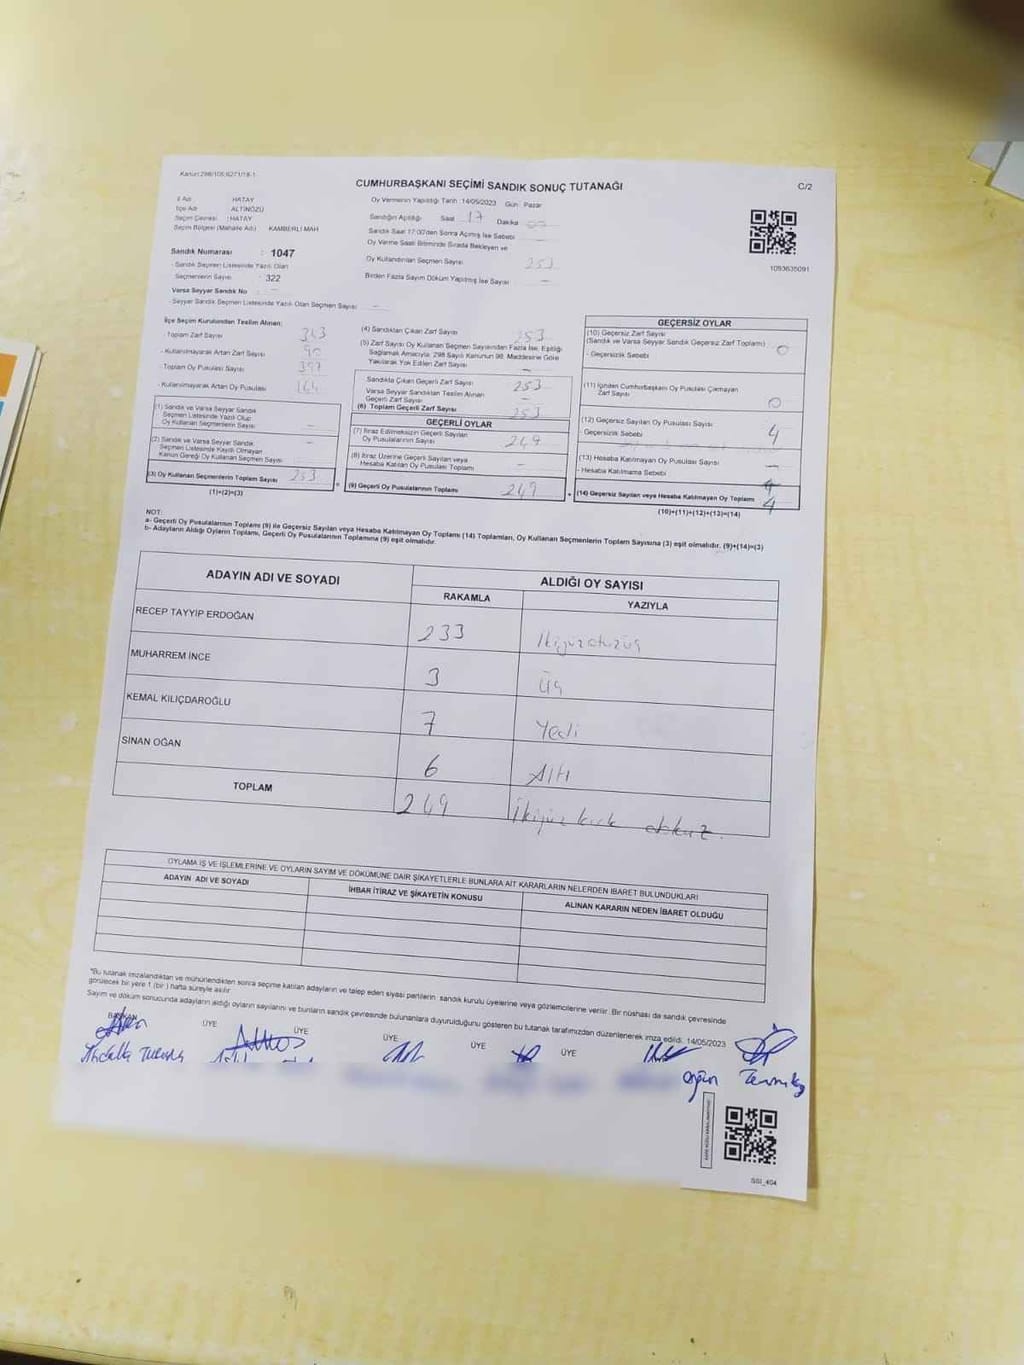 Kanun:298/105;6271/18-1
CUMHURBAŞKANI SEÇİMİ SANDIK SONUÇ TUTANAĞI
C/2
İl Adı : HATAY
İlçe Adı : ALTINÖZÜ
Seçim Çevresi : HATAY
Seçim Bölgesi (Mahalle Adı) : KAMBERLİ MAH
Sandık Numarası : 1047
- Sandık Seçmen Listesinde Yazılı Olan
Seçmenlerin Sayısı : 322
Varsa Seyyar Sandık No : -
- Seyyar Sandık Seçmen Listesinde Yazılı Olan Seçmen Sayısı : -
Oy Vermenin Yapıldığı Tarih : 14/05/2023 Gün : Pazar
Sandığın Açıldığı Saat 17 Dakika
Sandık Saat 17:00'den Sonra Açılmış İse Sebebi
Oy Verme Saati Bitiminde Sırada Bekleyen ve
Oy Kullandırılan Seçmen Sayısı 253
Birden Fazla Sayım Döküm Yapılmış İse Sayısı -
1093635091
İlçe Seçim Kurulundan Teslim Alınan:
- Toplam Zarf Sayısı 343
- Kullanılmayarak Artan Zarf Sayısı 90
- Toplam Oy Pusulası Sayısı
- Kullanılmayarak Artan Oy Pusulası
(1) Sandık ve Varsa Seyyar Sandık
Seçmen Listesinde Yazılı Olup
Oy Kullanan Seçmenlerin Sayısı -
(2) Sandık ve Varsa Seyyar Sandık
Seçmen Listesinde Kayıtlı Olmayan
Kanun Gereği Oy Kullanan Seçmen Sayısı -
(3) Oy Kullanan Seçmenlerin Toplam Sayısı 253
(1)+(2)=(3)
(4) Sandıktan Çıkan Zarf Sayısı 253
(5) Zarf Sayısı Oy Kullanan Seçmen Sayısından Fazla İse, Eşitliği
Sağlamak Amacıyla; 298 Sayılı Kanunun 98. Maddesine Göre
Yakılarak Yok Edilen Zarf Sayısı -
Sandıkta Çıkan Geçerli Zarf Sayısı 253
Varsa Seyyar Sandıktan Teslim Alınan
Geçerli Zarf Sayısı -
(6) Toplam Geçerli Zarf Sayısı 253
GEÇERLİ OYLAR
(7) İtiraz Edilmeksizin Geçerli Sayılan
Oy Pusulalarının Sayısı 249
(8) İtiraz Üzerine Geçerli Sayılan veya
Hesaba Katılan Oy Pusulası Toplamı -
(9) Geçerli Oy Pusulalarının Toplamı 249
GEÇERSİZ OYLAR
(10) Geçersiz Zarf Sayısı
(Sandık ve Varsa Seyyar Sandık Geçersiz Zarf Toplamı) 0
- Geçersizlik Sebebi
(11) İçinden Cumhurbaşkanı Oy Pusulası Çıkmayan
Zarf Sayısı 0
(12) Geçersiz Sayılan Oy Pusulası Sayısı 4
- Geçersizlik Sebebi
(13) Hesaba Katılmayan Oy Pusulası Sayısı -
- Hesaba Katılmama Sebebi
(14) Geçersiz Sayılan veya Hesaba Katılmayan Oy Toplamı 4
(10)+(11)+(12)+(13)=(14)
NOT:
a- Geçerli Oy Pusulalarının Toplamı (9) ile Geçersiz Sayılan veya Hesaba Katılmayan Oy Toplamı (14) Toplamları, Oy Kullanan Seçmenlerin Toplam Sayısına (3) eşit olmalıdır. (9)+(14)=(3)
b- Adayların Aldığı Oyların Toplamı, Geçerli Oy Pusulalarının Toplamına (9) eşit olmalıdır.
ADAYIN ADI VE SOYADI
ALDIĞI OY SAYISI
RAKAMLA YAZIYLA
RECEP TAYYİP ERDOĞAN 233 İkiyüzotuzüç
MUHARREM İNCE 3 Üç
KEMAL KILIÇDAROĞLU 7 Yedi
SİNAN OĞAN 6 Altı
TOPLAM 249 İkiyüz kırk dokuz.
OYLAMA İŞ VE İŞLEMLERİNE VE OYLARIN SAYIM VE DÖKÜMÜNE DAİR ŞİKAYETLERLE BUNLARA AİT KARARLARIN NELERDEN İBARET BULUNDUKLARI
ADAYIN ADI VE SOYADI
İHBAR İTİRAZ VE ŞİKAYETİN KONUSU
ALINAN KARARIN NEDEN İBARET OLDUĞU
"Bu tutanak imzalandıktan ve mühürlendikten sonra seçime katılan adayların ve talep eden siyasi partilerin sandık kurulu üyelerine veya gözlemcilerine verilir. Bir nüshası da sandık çevresinde
görülecek bir yere 1 (bir) hafta süreyle asılır.
Sayım ve döküm sonucunda adayların aldığı oyların sayılarını ve bunların sandık çevresinde bulunanlara duyurulduğunu gösteren bu tutanak tarafımızdan düzenlenerek imza edildi. 14/05/2023
BAŞKAN ÜYE ÜYE ÜYE ÜYE ÜYE
SSI_404